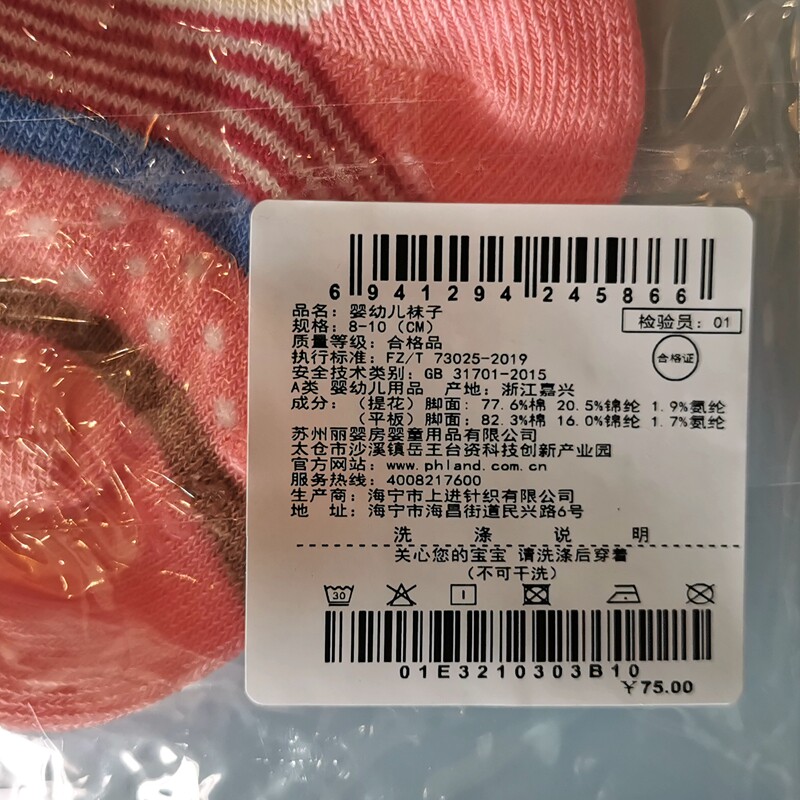 6 941294 245866
品名：婴幼儿袜子
规格：8-10（CM）
检验员：01
质量等级：合格品
合格证
执行标准：FZ/T 73025-2019
安全技术类别：GB 31701-2015
A类 婴幼儿用品 产地：浙江嘉兴
成分：（提花）脚面：77.6%棉 20.5%锦纶 1.9%氨纶
（平板）脚面：82.3%棉 16.0%锦纶 1.7%氨纶
苏州丽婴房婴童用品有限公司
太仓市沙溪镇岳王台资科技创新产业园
官方网站：www.phland.com.cn
服务热线：4008217600
生产商：海宁市上进针织有限公司
地 址：海宁市海昌街道民兴路6号
洗 涤 说 明
关心您的宝宝 请洗涤后穿着
（不可干洗）
30
01E3210303B10
￥75.00